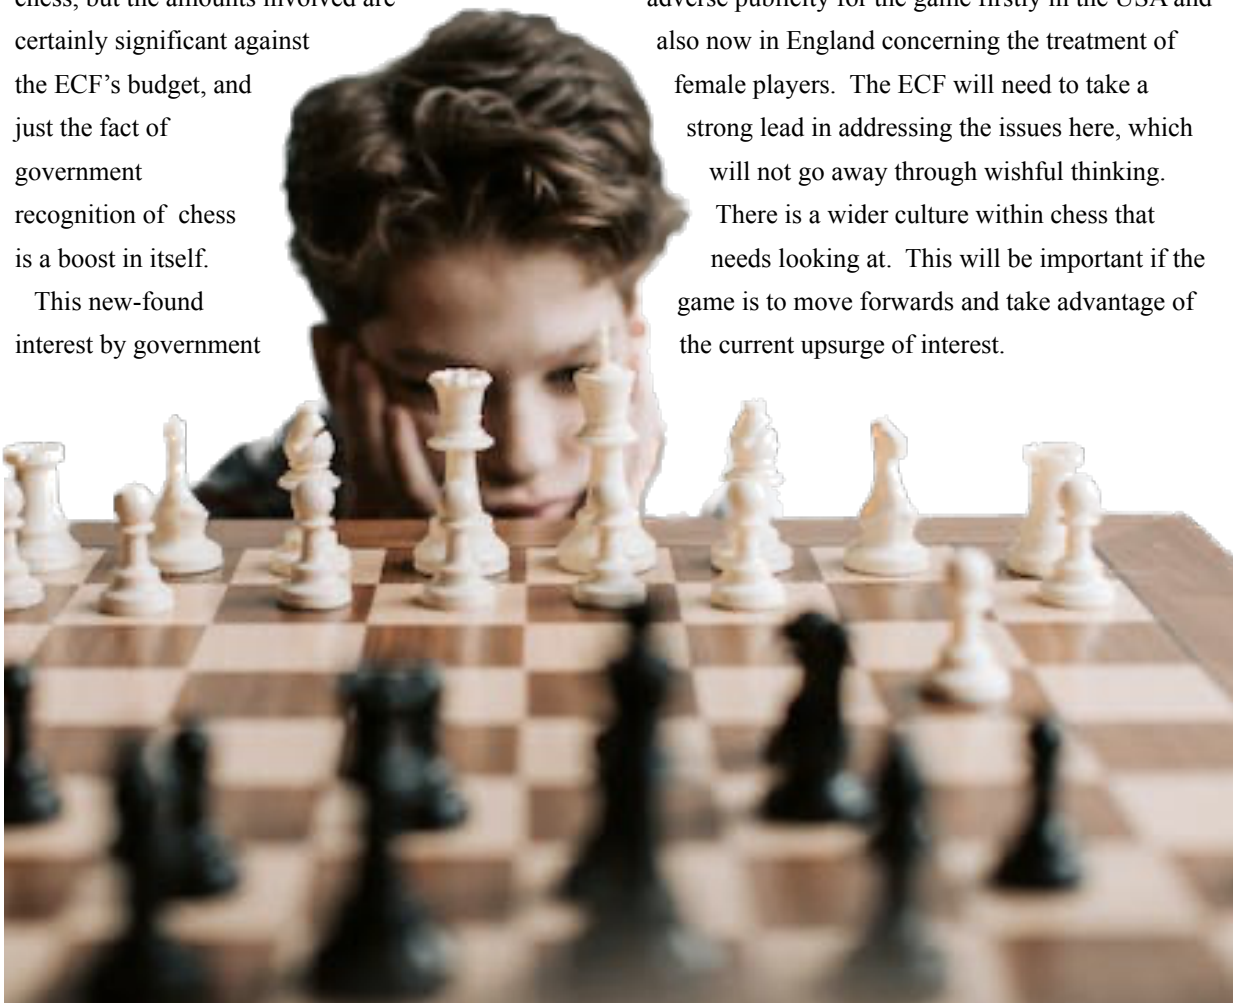 chess, but the amounts involved are
certainly significant against
the ECF’s budget, and
just the fact of
government
recognition of chess
is a boost in itself.
This new-found
interest by government
adverse publicity for the game firstly in the USA and
also now in England concerning the treatment of
female players. The ECF will need to take a
strong lead in addressing the issues here, which
will not go away through wishful thinking.
There is a wider culture within chess that
needs looking at. This will be important if the
game is to move forwards and take advantage of
the current upsurge of interest.